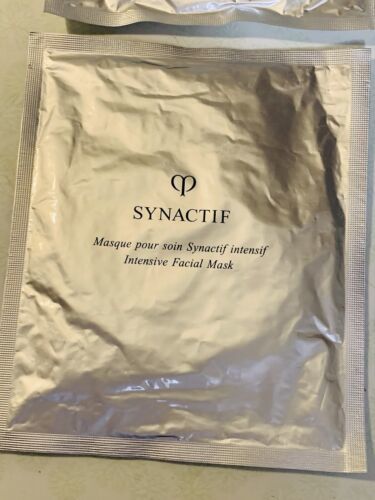 SYNACTIF
Masque pour soin Synactif intensif
Intensive Facial Mask